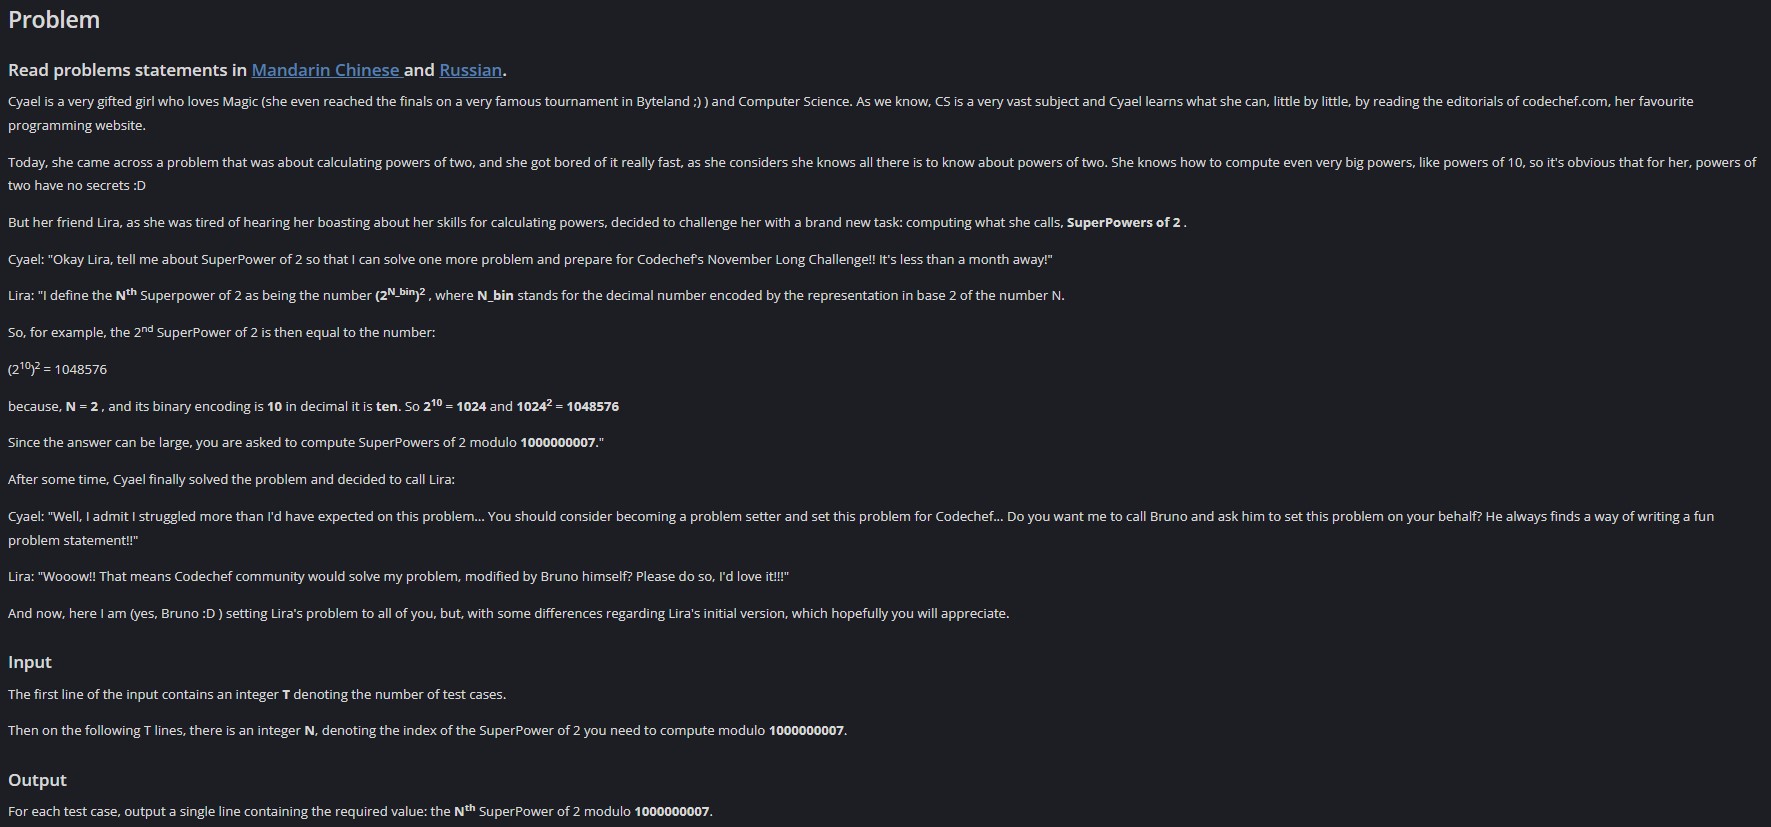 Problem
Read problems statements in Mandarin Chinese and Russian.
Cyael is a very gifted girl who loves Magic (she even reached the finals on a very famous tournament in Byteland ;) ) and Computer Science. As we know, CS is a very vast subject and Cyael learns what she can, little by little, by reading the editorials of codechef.com, her favourite
programming website.
Today, she came across a problem that was about calculating powers of two, and she got bored of it really fast, as she considers she knows all there is to know about powers of two. She knows how to compute even very big powers, like powers of 10, so it's obvious that for her, powers of
two have no secrets :D
But her friend Lira, as she was tired of hearing her boasting about her skills for calculating powers, decided to challenge her with a brand new task: computing what she calls, SuperPowers of 2 .
Cyael: "Okay Lira, tell me about SuperPower of 2 so that I can solve one more problem and prepare for Codechef's November Long Challenge!! It's less than a month away!"
Lira: "I define the Nth Superpower of 2 as being the number (2^N_bin)^2 , where N_bin stands for the decimal number encoded by the representation in base 2 of the number N.
So, for example, the 2nd SuperPower of 2 is then equal to the number:
(2^10)^2 = 1048576
because, N = 2 , and its binary encoding is 10 in decimal it is ten. So 2^10 = 1024 and 1024^2 = 1048576
Since the answer can be large, you are asked to compute SuperPowers of 2 modulo 1000000007."
After some time, Cyael finally solved the problem and decided to call Lira:
Cyael: "Well, I admit I struggled more than I'd have expected on this problem... You should consider becoming a problem setter and set this problem for Codechef... Do you want me to call Bruno and ask him to set this problem on your behalf? He always finds a way of writing a fun
problem statement!!"
Lira: "Wooow!! That means Codechef community would solve my problem, modified by Bruno himself? Please do so, I'd love it!!!"
And now, here I am (yes, Bruno :D ) setting Lira's problem to all of you, but, with some differences regarding Lira's initial version, which hopefully you will appreciate.
Input
The first line of the input contains an integer T denoting the number of test cases.
Then on the following T lines, there is an integer N, denoting the index of the SuperPower of 2 you need to compute modulo 1000000007.
Output
For each test case, output a single line containing the required value: the Nth SuperPower of 2 modulo 1000000007.